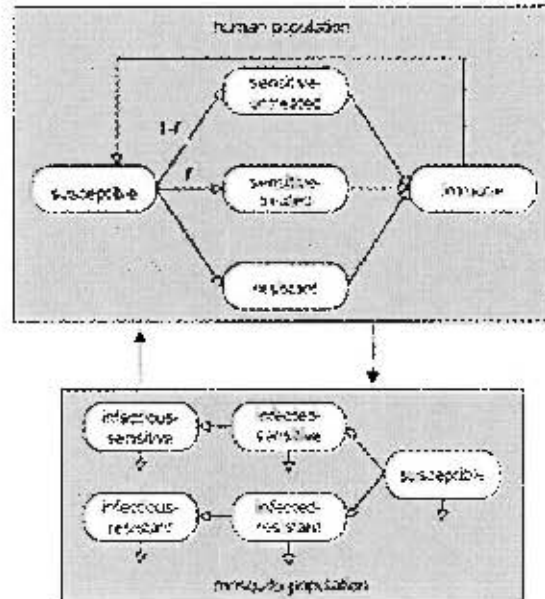 human population
sensitive-
untreated
1-f
f
susceptible
sensitive-
treated
immune
resistant
infectious-
sensitive
infected-
sensitive
susceptible
infectious-
resistant
infected-
resistant
mosquito population